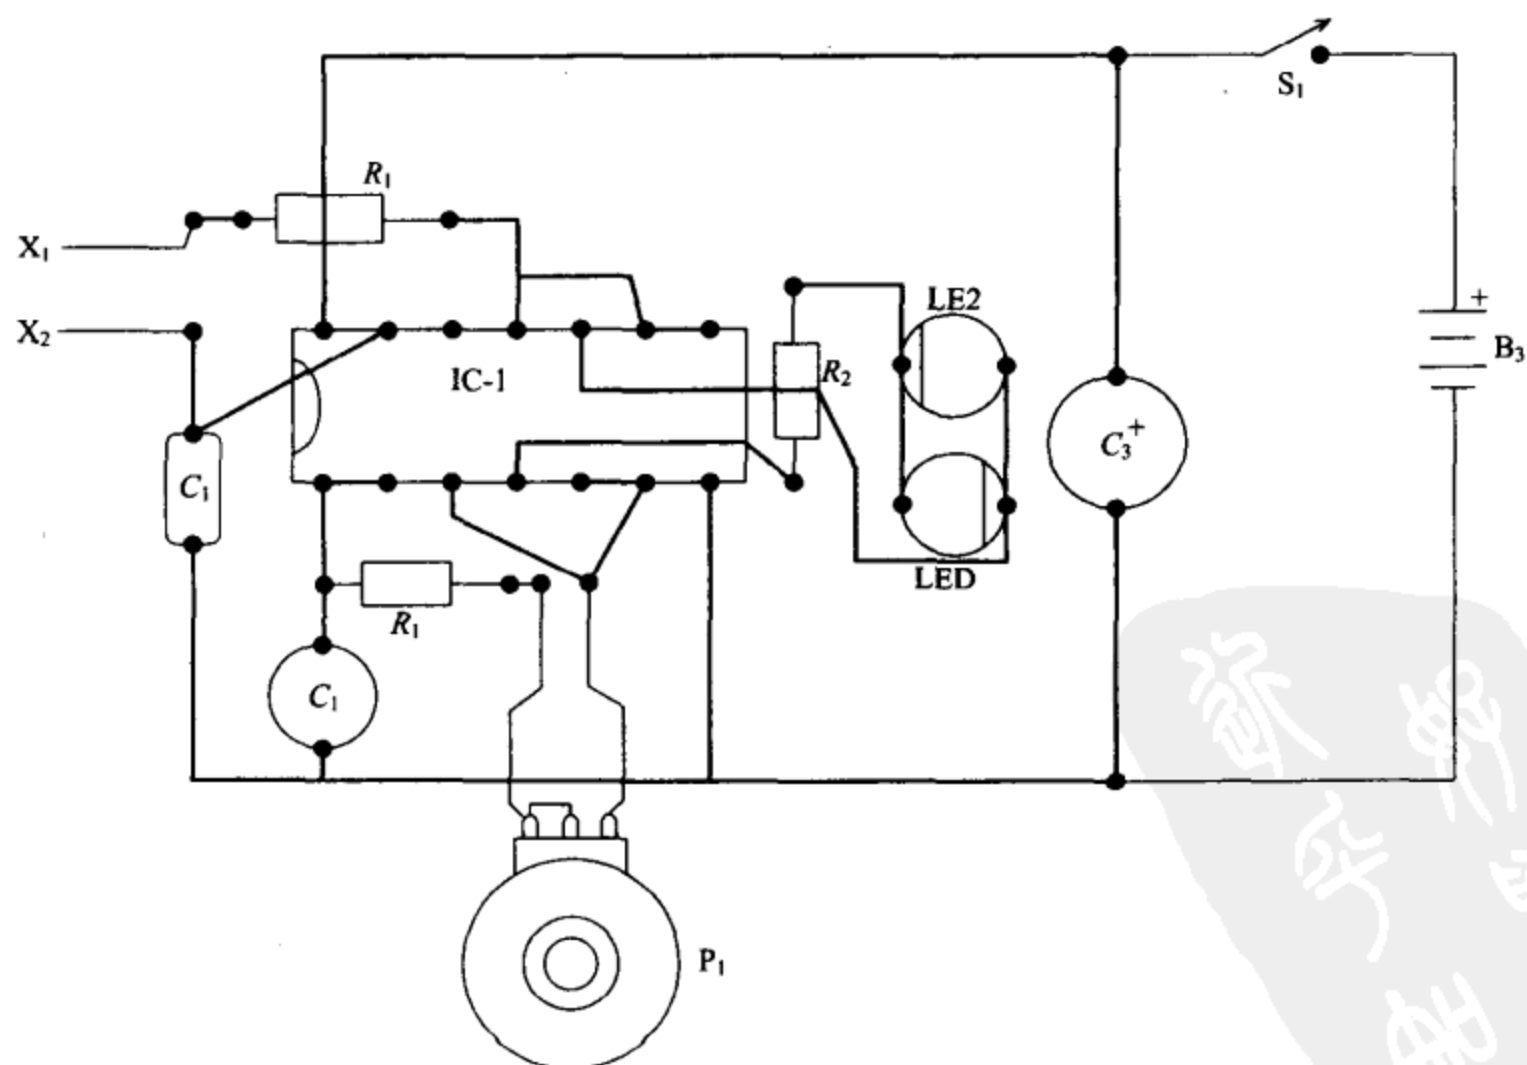 S₁
R₁
X₁
LE2
X₂
+
IC-1
R₂
B₃
C₃⁺
C₁
LED
R₁
C₁
P₁